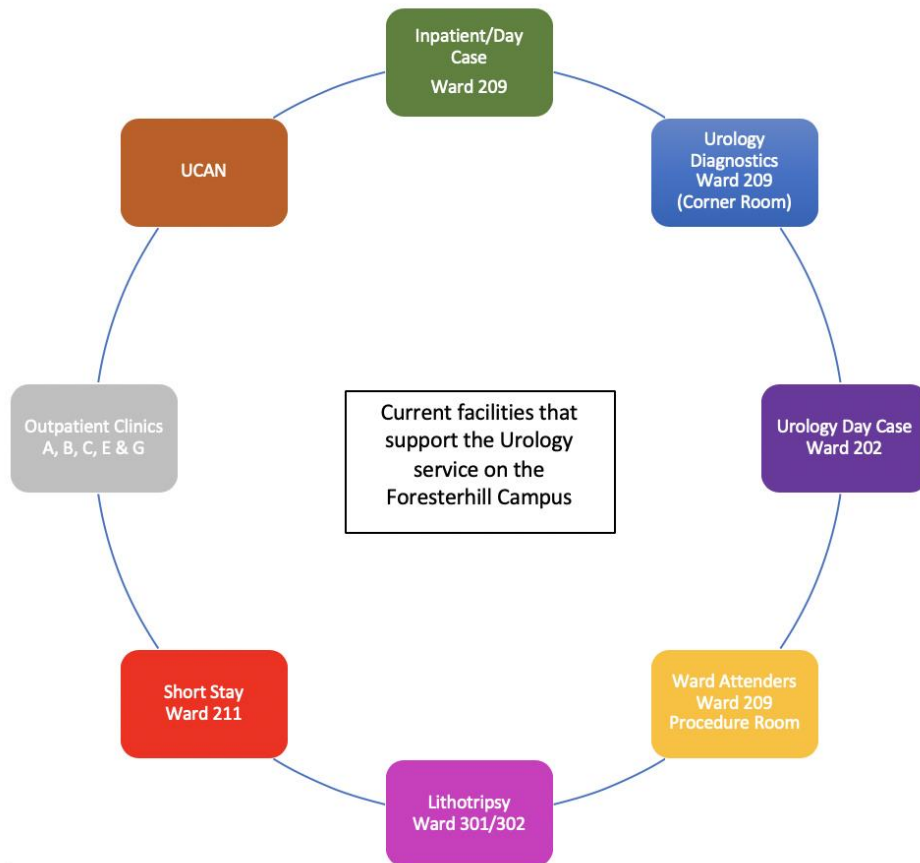 Inpatient/Day
Case
Ward 209
Urology
Diagnostics
Ward 209
(Corner Room)
UCAN
Current facilities that
support the Urology
service on the
Foresterhill Campus
Outpatient Clinics
A, B, C, E & G
Urology Day Case
Ward 202
Short Stay
Ward 211
Ward Attenders
Ward 209
Procedure Room
Lithotripsy
Ward 301/302